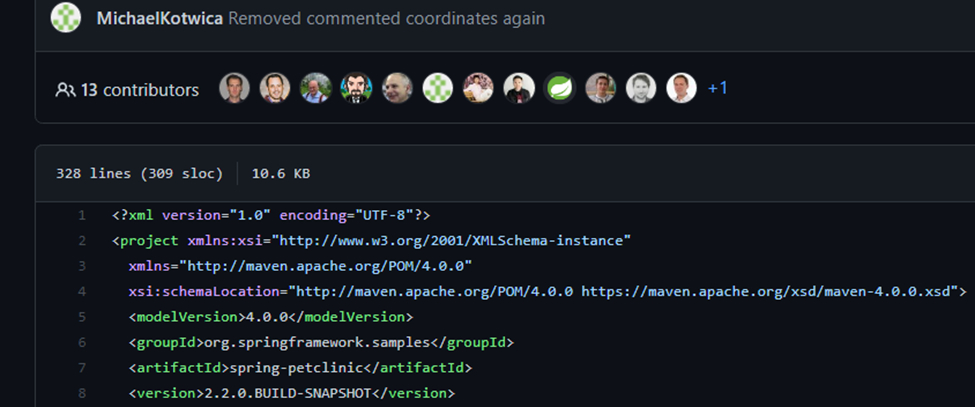 MichaelKotwica Removed commented coordinates again
13 contributors +1
328 lines (309 sloc) 10.6 KB
1 <?xml version="1.0" encoding="UTF-8"?>
2 <project xmlns:xsi="http://www.w3.org/2001/XMLSchema-instance"
3 xmlns="http://maven.apache.org/POM/4.0.0"
4 xsi:schemaLocation="http://maven.apache.org/POM/4.0.0 https://maven.apache.org/xsd/maven-4.0.0.xsd">
5 <modelVersion>4.0.0</modelVersion>
6 <groupId>org.springframework.samples</groupId>
7 <artifactId>spring-petclinic</artifactId>
8 <version>2.2.0.BUILD-SNAPSHOT</version>